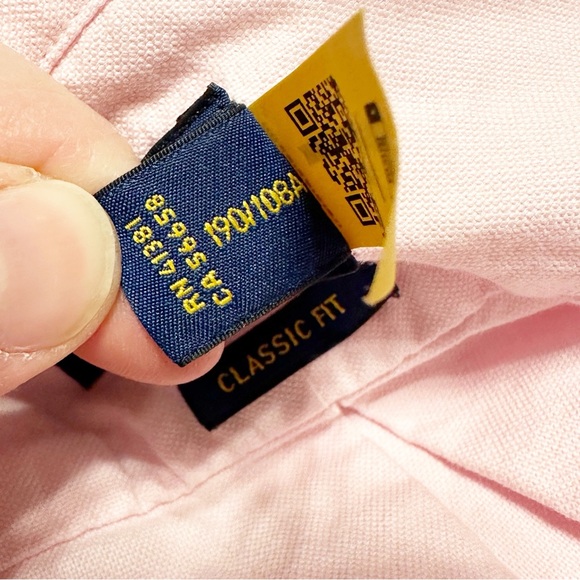 190/108A
CA 56658
RN 41381
CLASSIC FIT